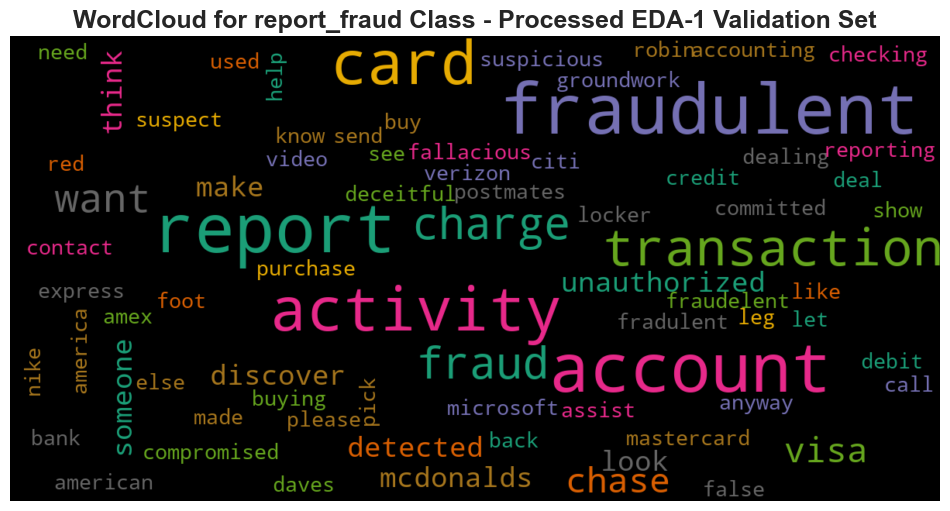 WordCloud for report_fraud Class - Processed EDA-1 Validation Set
need
think
used
help
card
suspicious
robin
accounting
checking
groundwork
fraudulent
suspect
know
send
buy
video
see
fallacious
citi
verizon
dealing
reporting
red
want
make
deceitful
postmates
credit
deal
report
charge
locker
committed
show
contact
purchase
transaction
unauthorized
express
foot
activity
fraudelent
like
america
amex
fradulent
leg
let
nike
someone
else
discover
pick
fraud
account
debit
call
buying
made
please
microsoft
assist
anyway
bank
compromised
detected
back
mastercard
visa
look
american
daves
mcdonalds
chase
false